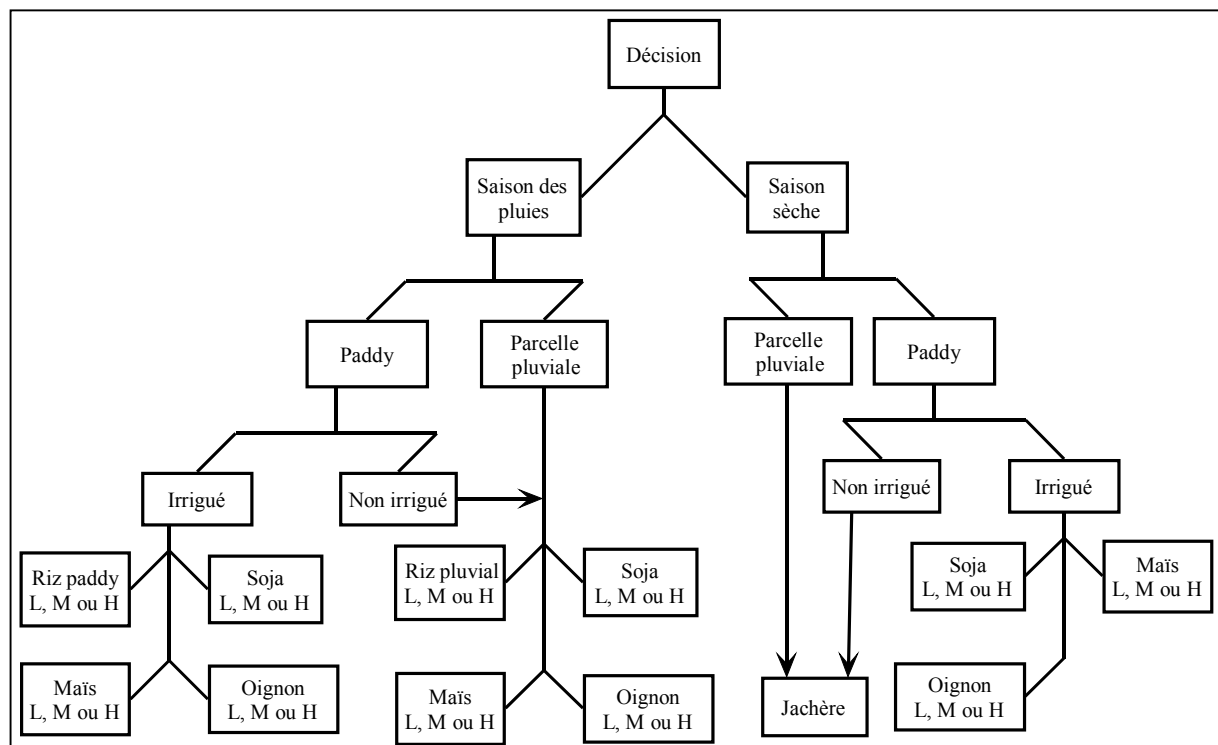 Décision
Saison des
pluies
Saison
sèche
Paddy
Parcelle
pluviale
Parcelle
pluviale
Paddy
Irrigué
Non irrigué
Non irrigué
Irrigué
Riz paddy
L, M ou H
Soja
L, M ou H
Riz pluvial
L, M ou H
Soja
L, M ou H
Soja
L, M ou H
Maïs
L, M ou H
Maïs
L, M ou H
Oignon
L, M ou H
Maïs
L, M ou H
Oignon
L, M ou H
Jachère
Oignon
L, M ou H